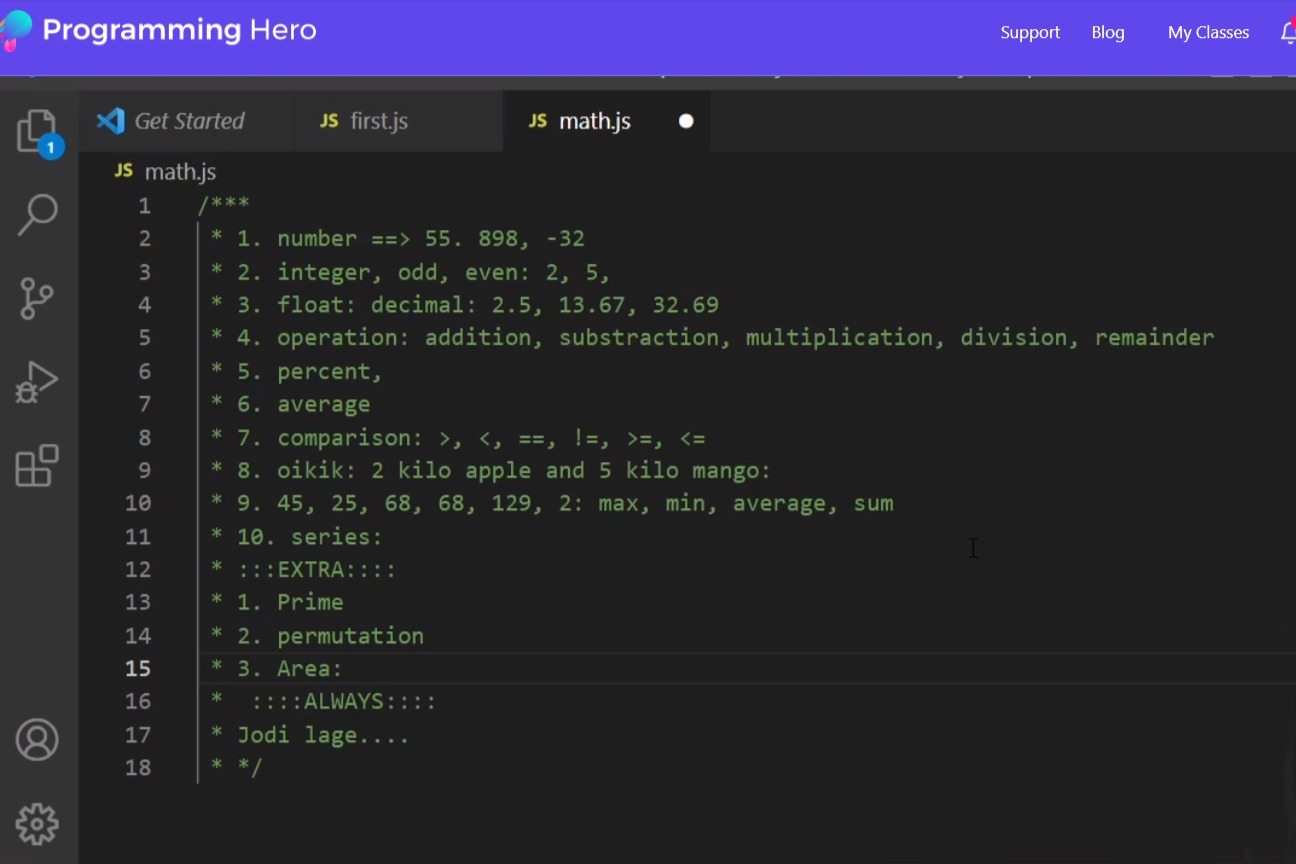 Programming Hero
Support Blog My Classes
1
Get Started JS first.js JS math.js
JS math.js
1 /***
2 * 1. number ==> 55. 898, -32
3 * 2. integer, odd, even: 2, 5,
4 * 3. float: decimal: 2.5, 13.67, 32.69
5 * 4. operation: addition, substraction, multiplication, division, remainder
6 * 5. percent,
7 * 6. average
8 * 7. comparison: >, <, ==, !=, >=, <=
9 * 8. oikik: 2 kilo apple and 5 kilo mango:
10 * 9. 45, 25, 68, 68, 129, 2: max, min, average, sum
11 * 10. series:
12 * :::EXTRA::::
13 * 1. Prime
14 * 2. permutation
15 * 3. Area:
16 * ::::ALWAYS::::
17 * Jodi lage....
18 * */